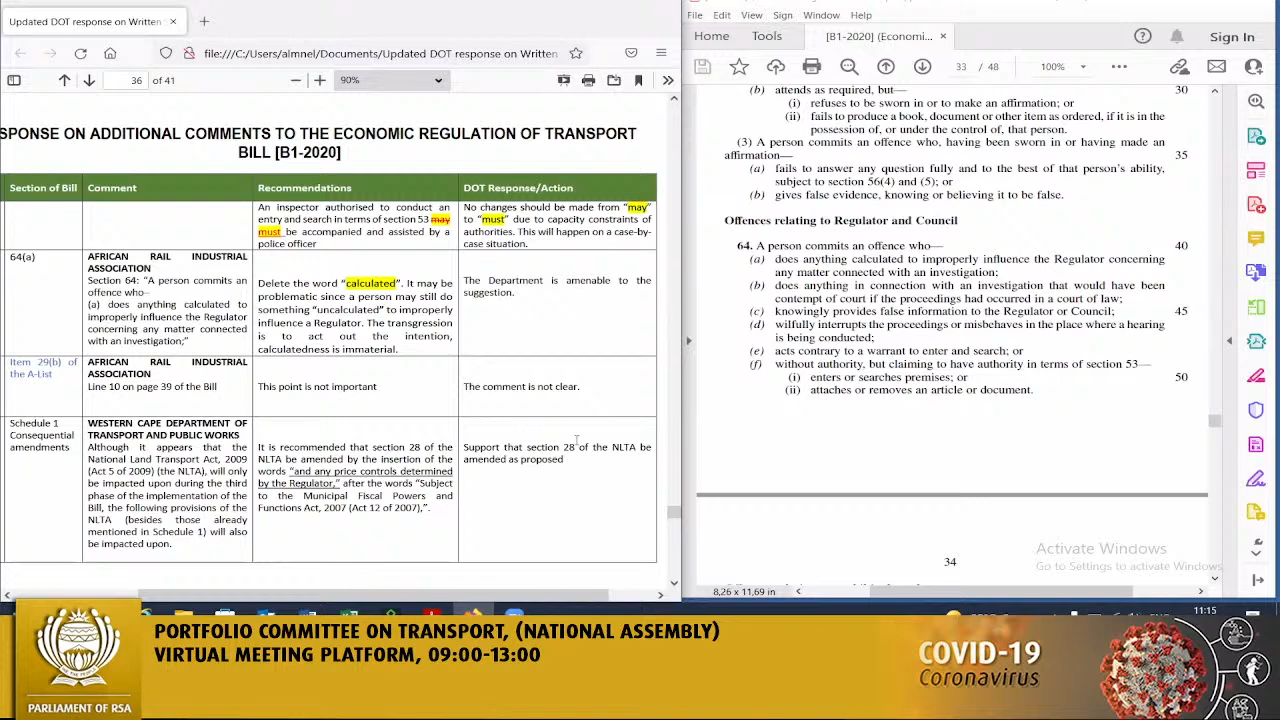 Updated DOT response on Written
file:///C:/Users/almnel/Documents/Updated DOT response on Written
36 of 41
90%
SPONSE ON ADDITIONAL COMMENTS TO THE ECONOMIC REGULATION OF TRANSPORT
BILL [B1-2020]
Section of Bill Comment Recommendations DOT Response/Action
An inspector authorised to conduct an
entry and search in terms of section 53 may
must be accompanied and assisted by a
police officer
No changes should be made from "may"
to "must" due to capacity constraints of
authorities. This will happen on a case-by-
case situation.
64(a)
AFRICAN RAIL INDUSTRIAL
ASSOCIATION
Section 64: "A person commits an
offence who–
(a) does anything calculated to
improperly influence the Regulator
concerning any matter connected
with an investigation;"
Delete the word "calculated". It may be
problematic since a person may still do
something "uncalculated" to improperly
influence a Regulator. The transgression
is to act out the intention,
calculatedness is immaterial.
The Department is amenable to the
suggestion.
Item 29(b) of
the A-List
AFRICAN RAIL INDUSTRIAL
ASSOCIATION
Line 10 on page 39 of the Bill
This point is not important
The comment is not clear.
Schedule 1
Consequential
amendments
WESTERN CAPE DEPARTMENT OF
TRANSPORT AND PUBLIC WORKS
Although it appears that the
National Land Transport Act, 2009
(Act 5 of 2009) (the NLTA), will only
be impacted upon during the third
phase of the implementation of the
Bill, the following provisions of the
NLTA (besides those already
mentioned in Schedule 1) will also
be impacted upon.
It is recommended that section 28 of the
NLTA be amended by the insertion of the
words "and any price controls determined
by the Regulator," after the words "Subject
to the Municipal Fiscal Powers and
Functions Act, 2007 (Act 12 of 2007),".
Support that section 28 of the NLTA be
amended as proposed
File Edit View Sign Window Help
Home Tools [B1-2020] (Economi... Sign In
33 / 48 100%
(b) attends as required, but— 30
(i) refuses to be sworn in or to make an affirmation; or
(ii) fails to produce a book, document or other item as ordered, if it is in the
possession of, or under the control of, that person.
(3) A person commits an offence who, having been sworn in or having made an
affirmation— 35
(a) fails to answer any question fully and to the best of that person's ability,
subject to section 56(4) and (5); or
(b) gives false evidence, knowing or believing it to be false.
Offences relating to Regulator and Council
64. A person commits an offence who— 40
(a) does anything calculated to improperly influence the Regulator concerning
any matter connected with an investigation;
(b) does anything in connection with an investigation that would have been
contempt of court if the proceedings had occurred in a court of law;
(c) knowingly provides false information to the Regulator or Council; 45
(d) wilfully interrupts the proceedings or misbehaves in the place where a hearing
is being conducted;
(e) acts contrary to a warrant to enter and search; or
(f) without authority, but claiming to have authority in terms of section 53—
(i) enters or searches premises; or 50
(ii) attaches or removes an article or document.
34
Activate Windows
Go to Settings to activate Windows.
8,26 x 11,69 in
11:15
PORTFOLIO COMMITTEE ON TRANSPORT, (NATIONAL ASSEMBLY)
VIRTUAL MEETING PLATFORM, 09:00-13:00
PARLIAMENT OF RSA
COVID-19
Coronavirus